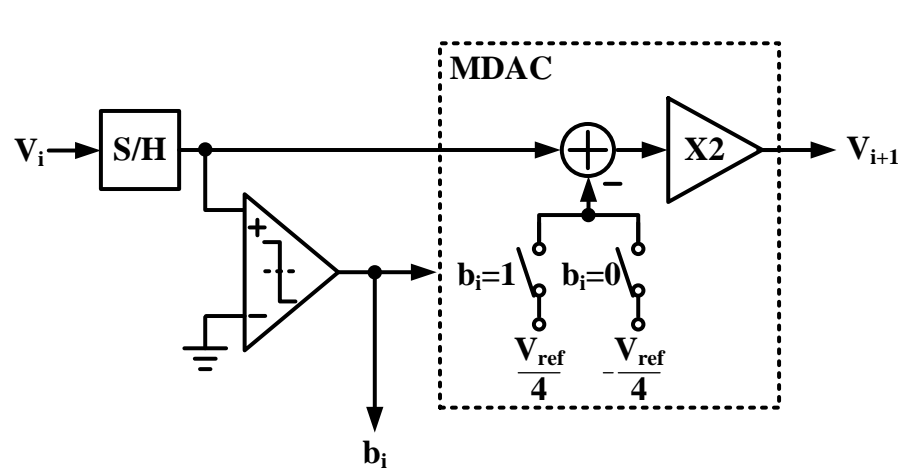 MDAC
Vi
S/H
X2
Vi+1
+
−
−
bi=1
bi=0
Vref
4
-Vref
4
bi